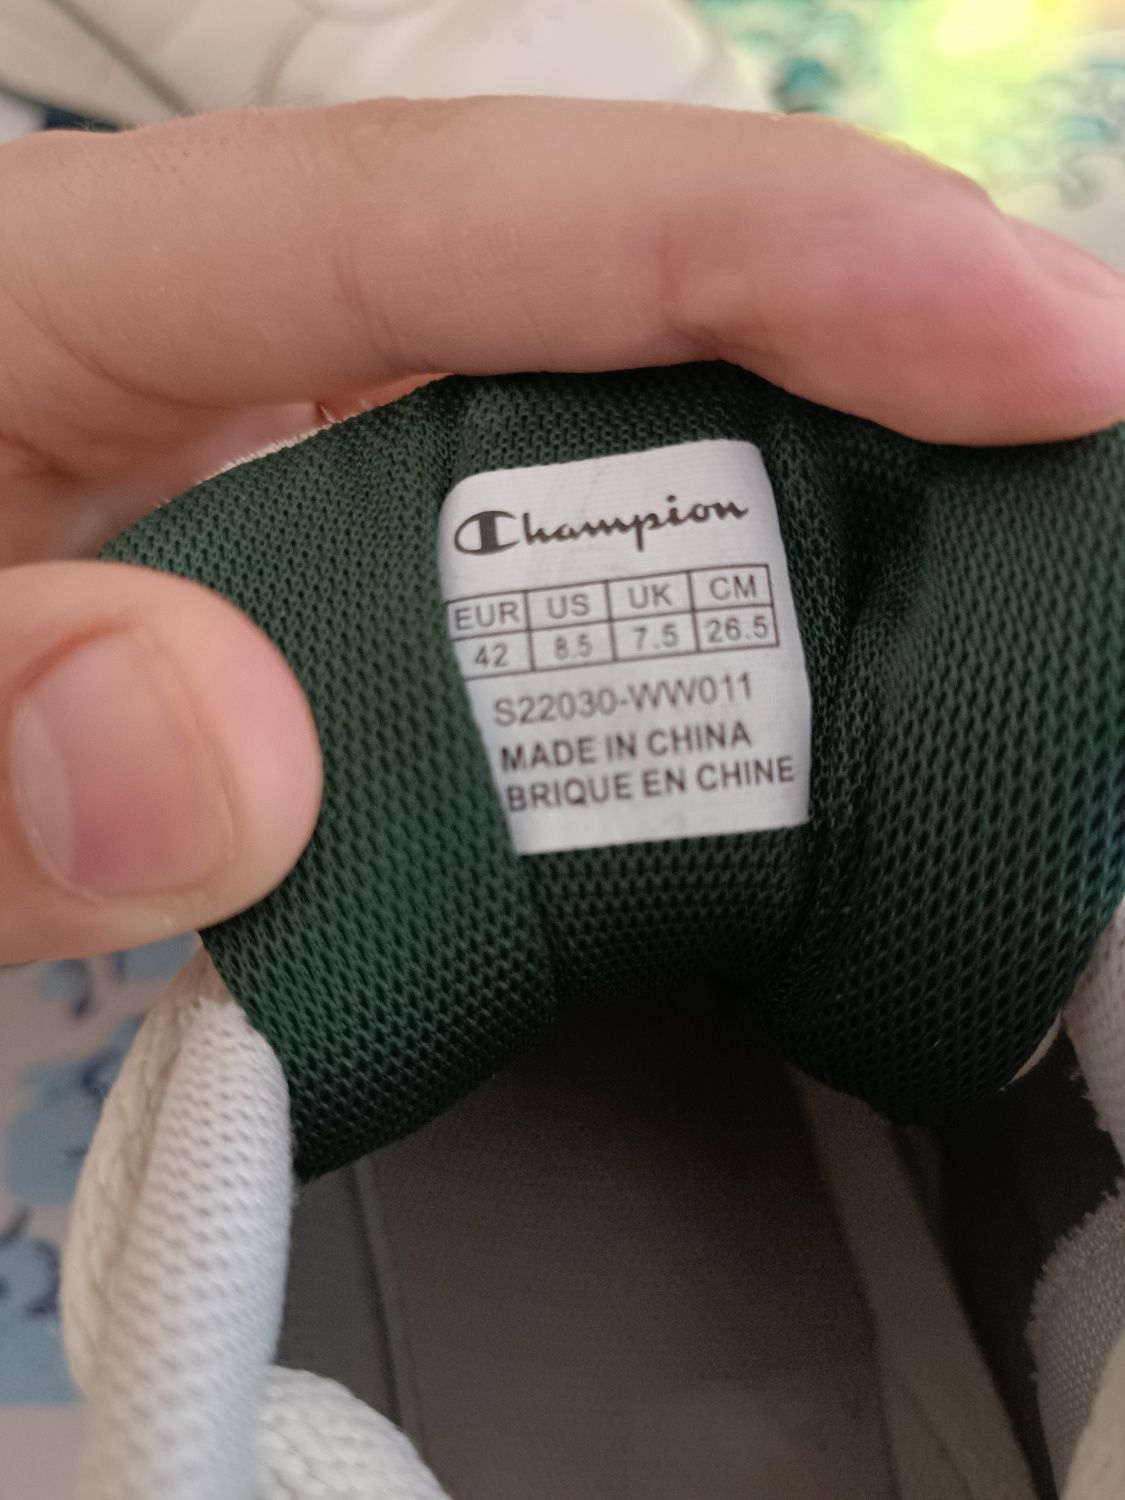 Champion
EUR US UK CM
42 8.5 7.5 26.5
S22030-WW011
MADE IN CHINA
BRIQUE EN CHINE